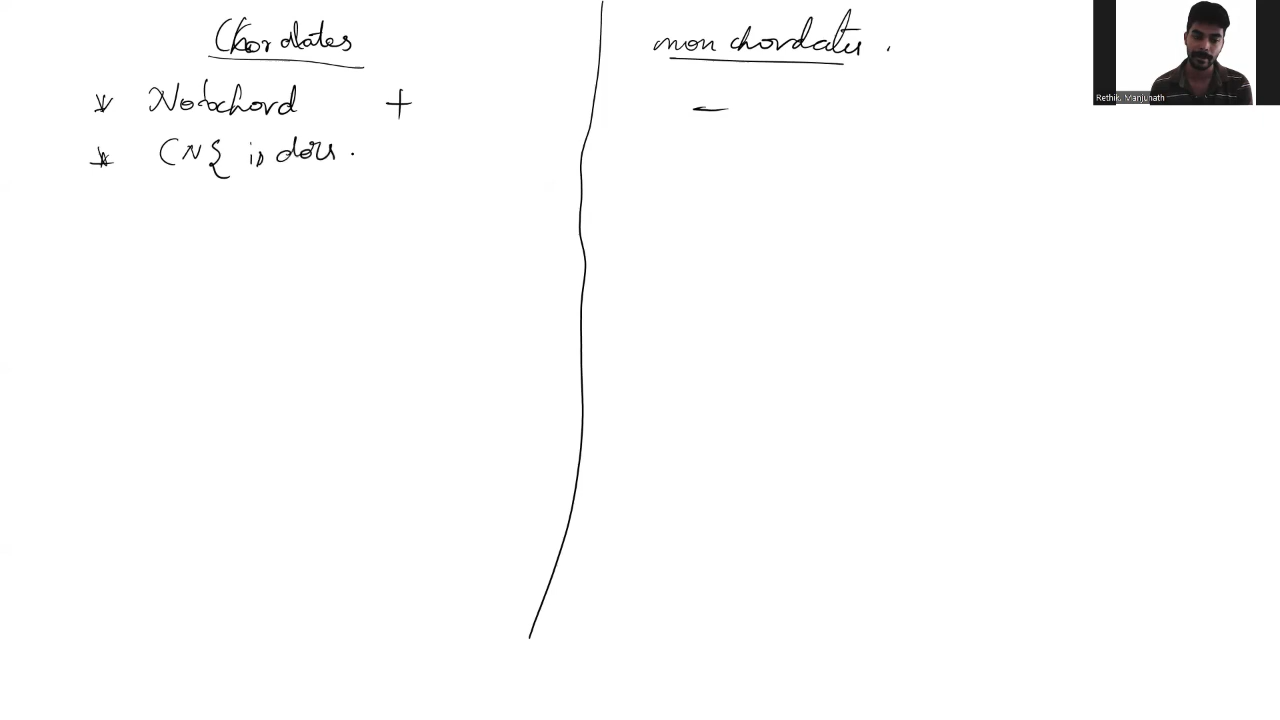 Chordates
* Notochord +
* CNS is dors.
non chordates.
-
Rethik. Manjunath